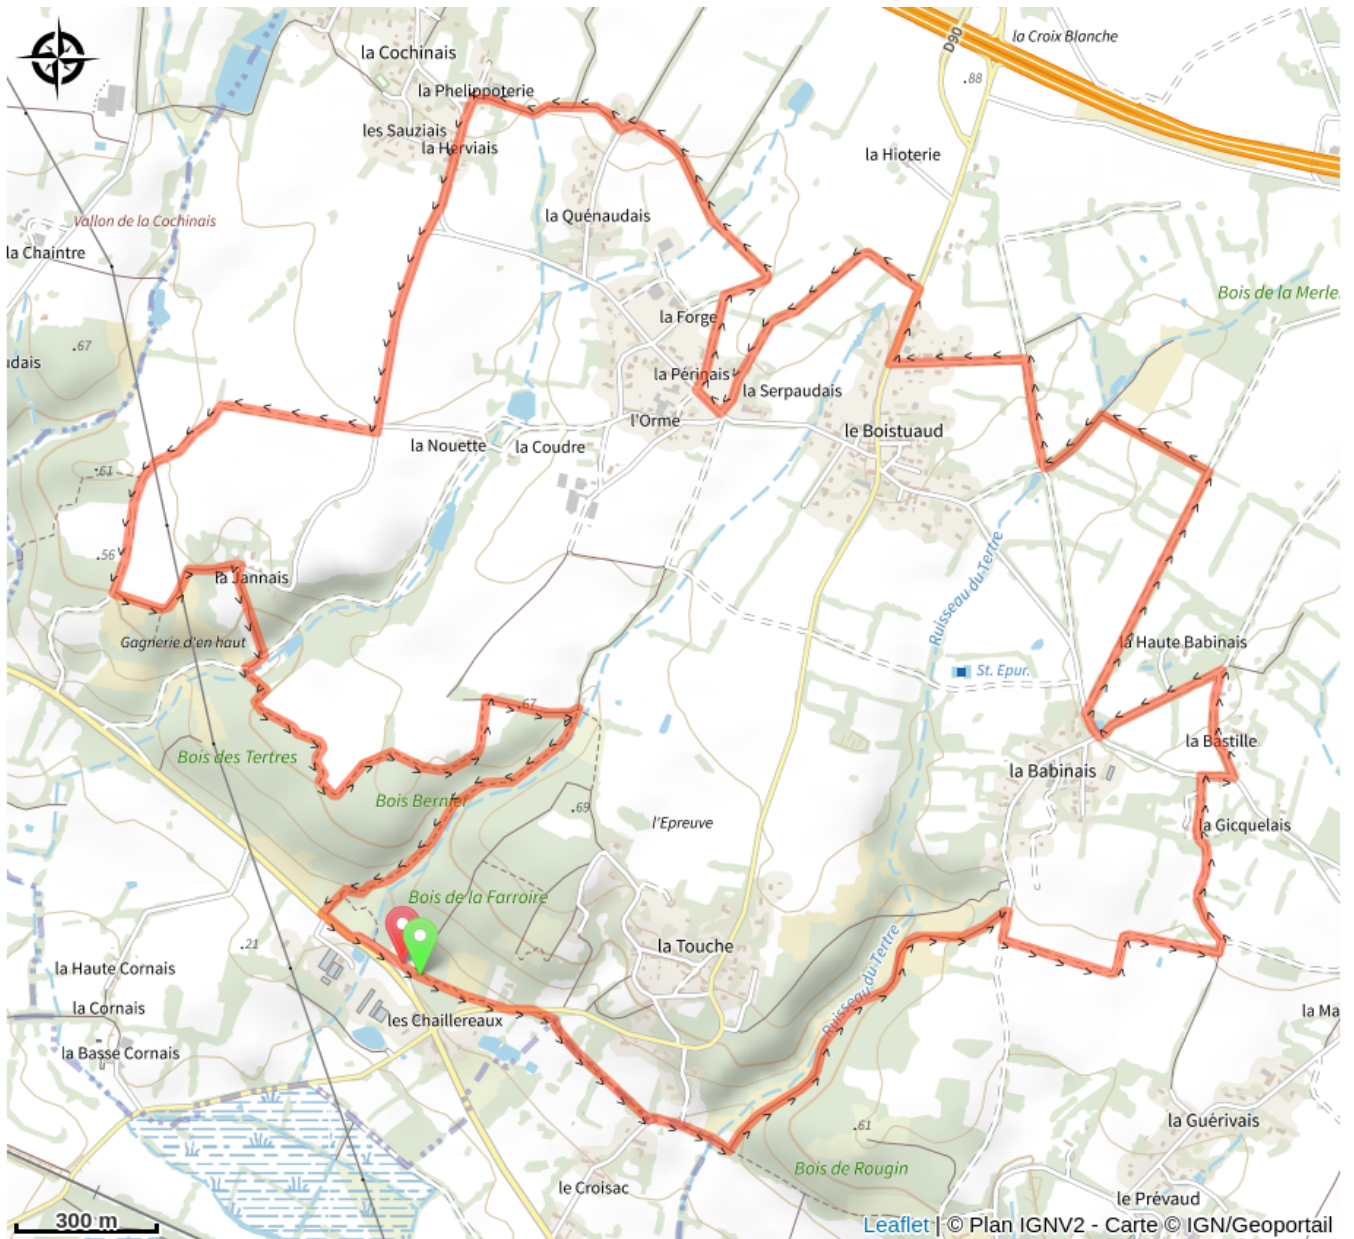 la Croix Blanche
D90
la Cochinais
.88
la Phelippoterie
les Sauziais
la Herviais
la Hioterie
Vallon de la Cochinais
la Quénaudais
la Chaintre
Bois de la Merle
la Forge
.67
udais
la Périnais
la Serpaudais
l'Orme
le Boistuaud
la Nouette
la Coudre
.61
.56
Ruisseau du Tertre
la Jannais
Gagnerie d'en haut
la Haute Babinais
St. Epur.
.67
Bois des Tertres
la Bastille
la Babinais
Bois Bernier
.69
l'Epreuve
la Gicquelais
Bois de la Farroire
.21
la Touche
Ruisseau du Tertre
la Haute Cornais
la Cornais
les Chaillereaux
la Ma
la Basse Cornais
.61
la Guérivais
Bois de Rougin
le Croisac
le Prévaud
300 m
Leaflet | © Plan IGNV2 - Carte © IGN/Geoportail